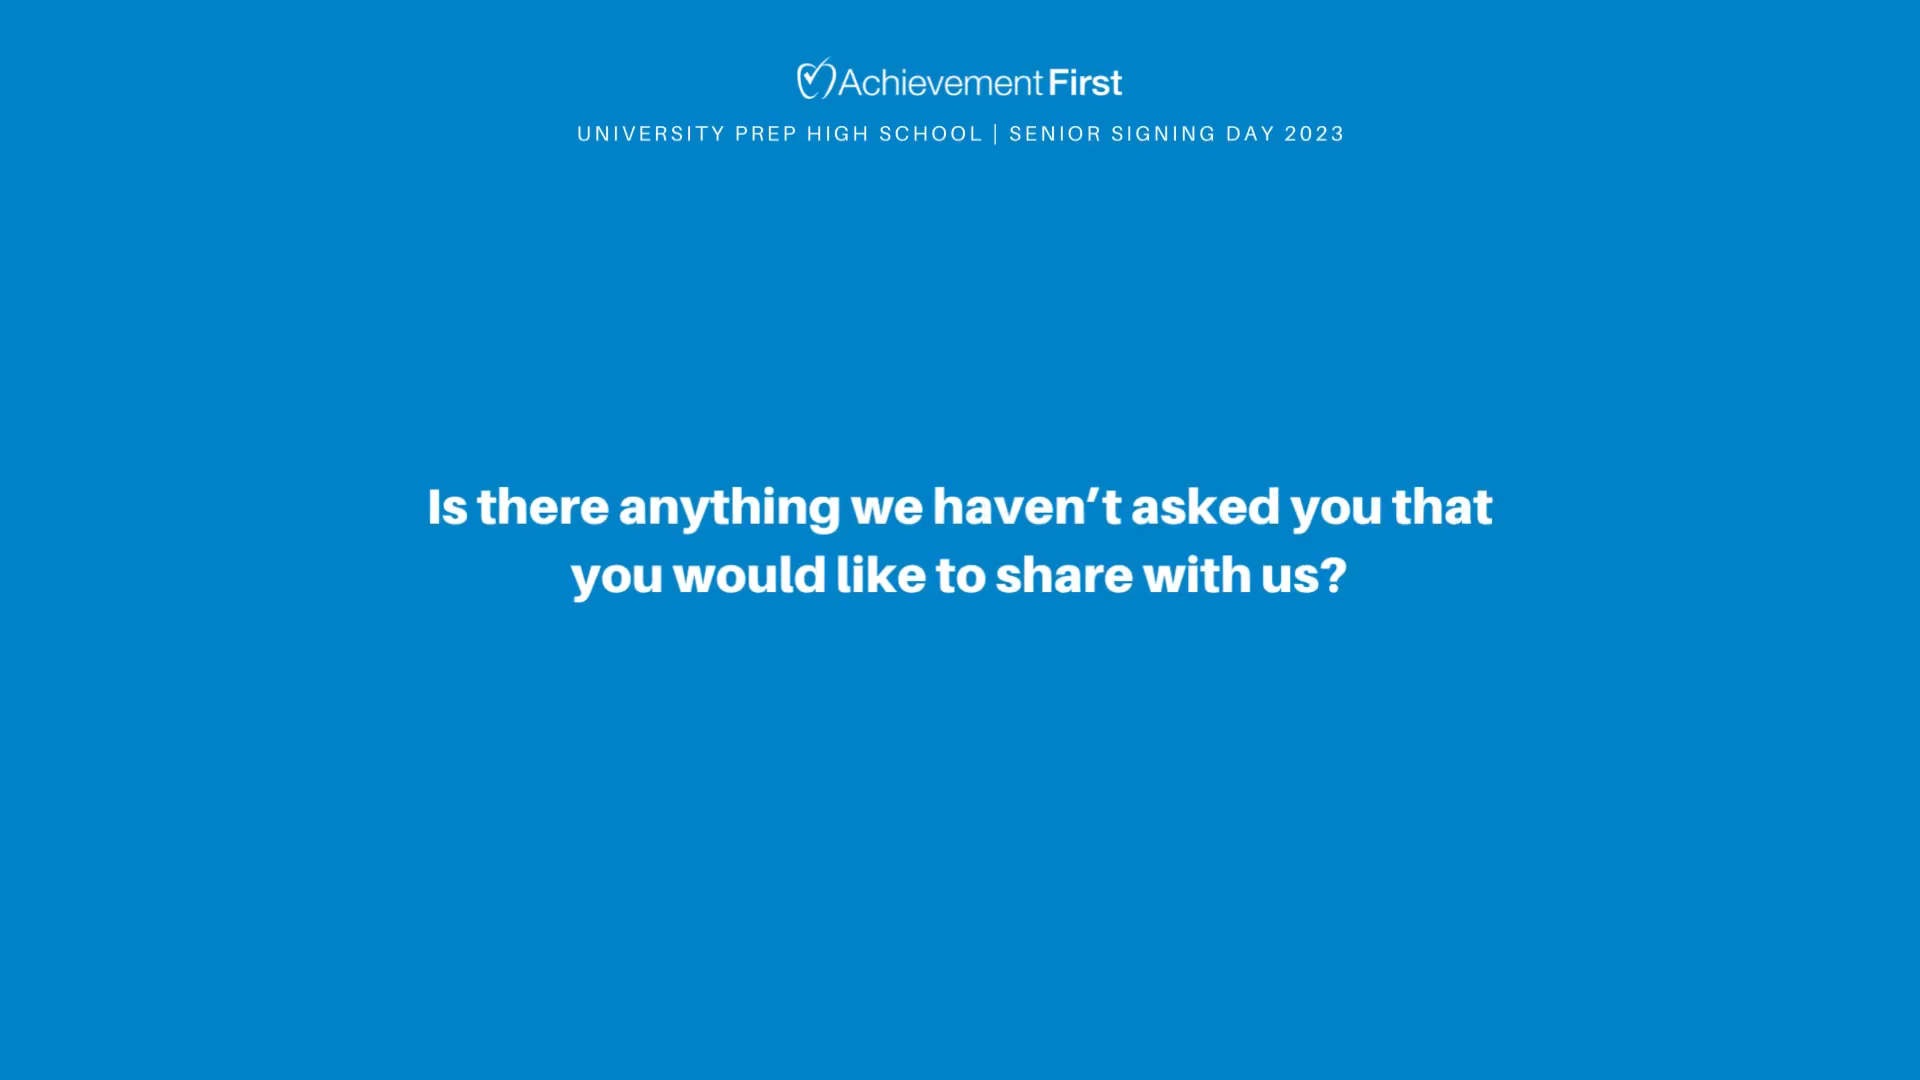 Achievement First
UNIVERSITY PREP HIGH SCHOOL | SENIOR SIGNING DAY 2023
Is there anything we haven’t asked you that
you would like to share with us?